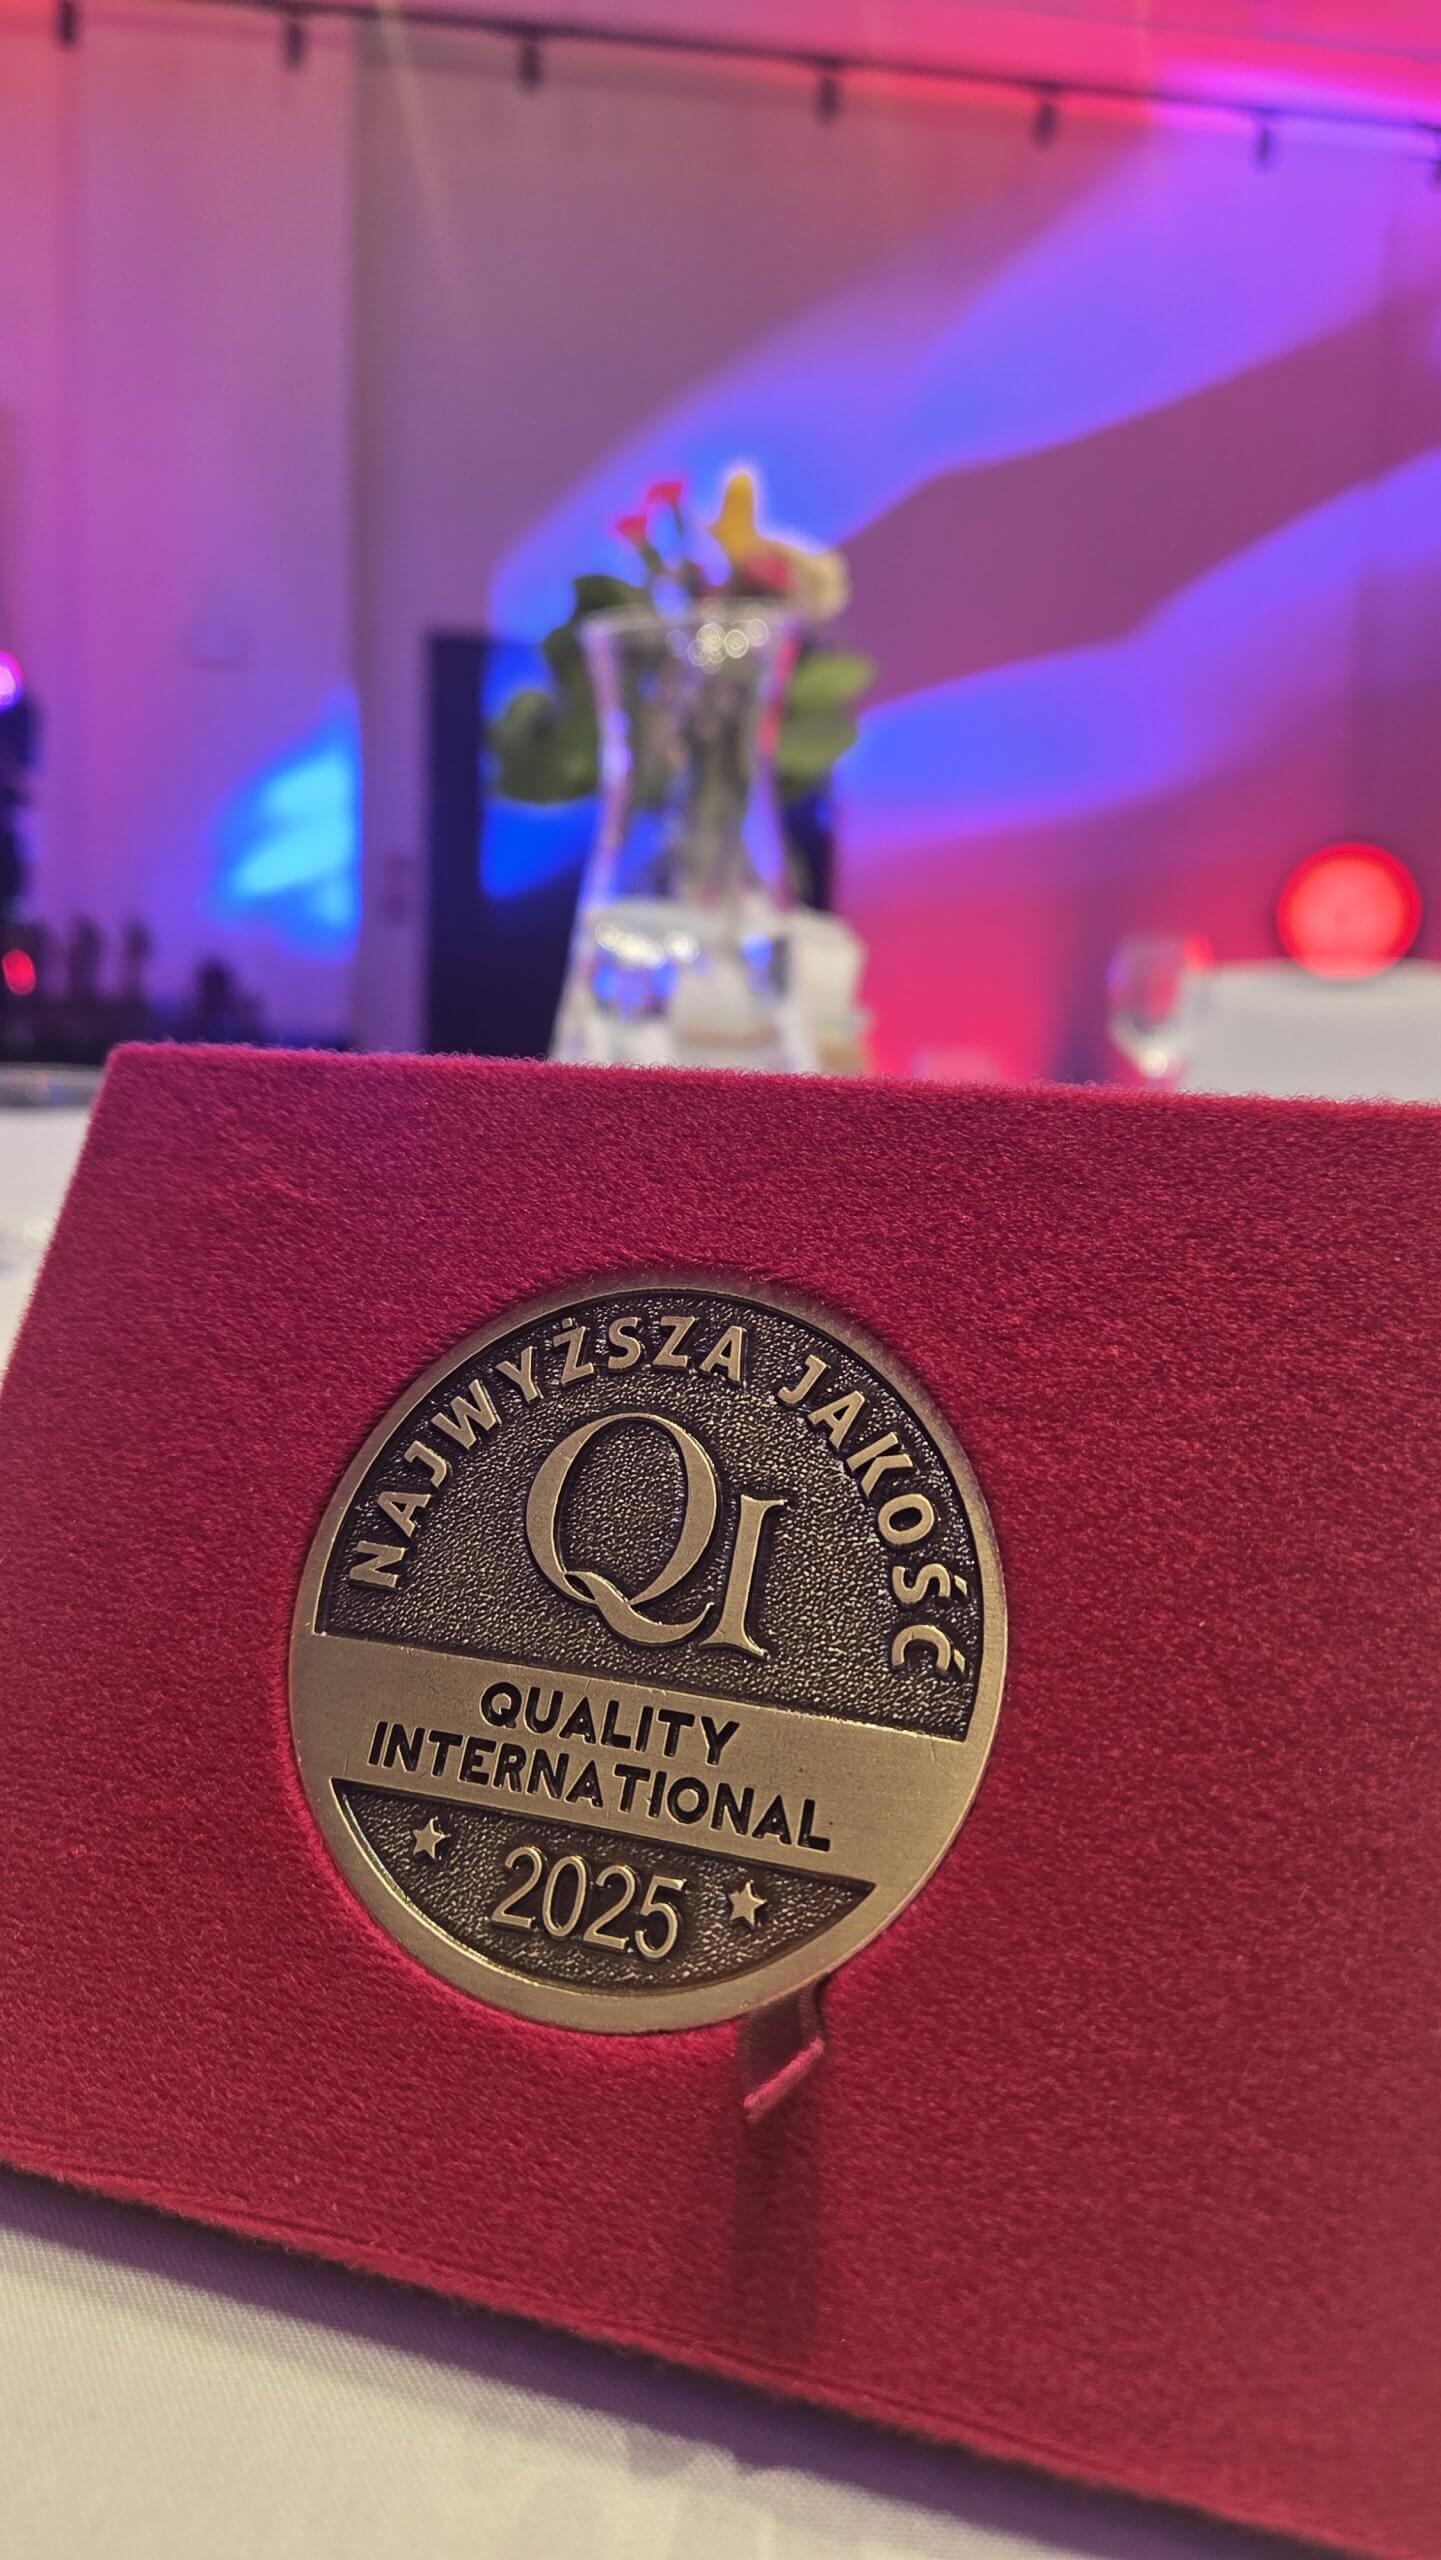 NAJWYŻSZA JAKOŚĆ
QI
QUALITY
INTERNATIONAL
2025